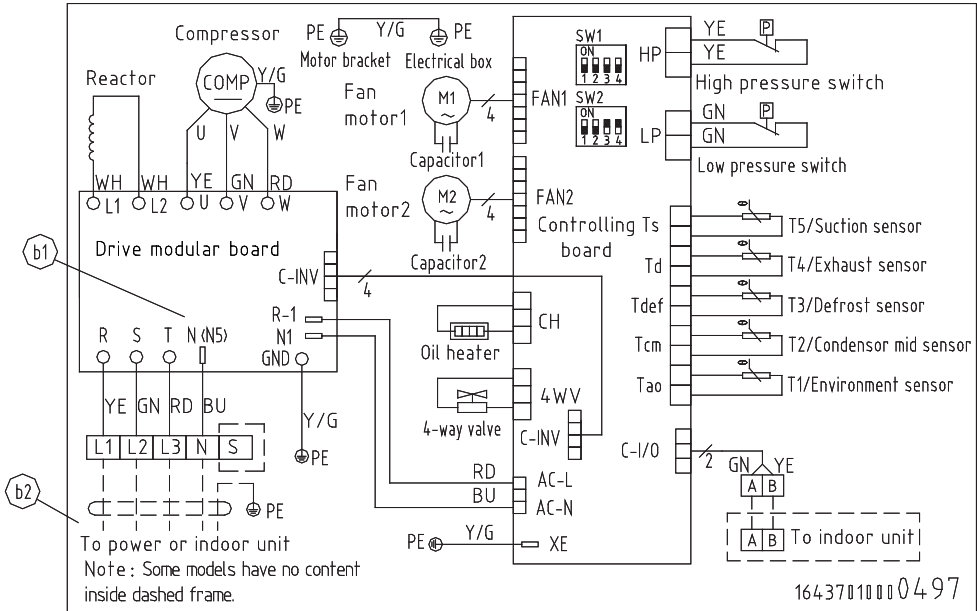 Compressor
Reactor
COMP
Y/G
PE
U V W
WH WH YE GN RD
L1 L2 U V W
Drive modular board
C-INV
4
R-1
N1
GND
R S T N (N5)
YE GN RD BU
L1 L2 L3 N S
Y/G
PE
PE
b1
b2
To power or indoor unit
Note: Some models have no content
inside dashed frame.
PE Y/G PE
Motor bracket Electrical box
Fan
motor1
M1
~
4
Capacitor1
FAN1
Fan
motor2
M2
~
4
Capacitor2
FAN2
SW1
ON
1 2 3 4
SW2
ON
1 2 3 4
Controlling
board
Oil heater
CH
4-way valve
4WV
C-INV
RD
AC-L
BU
AC-N
PE Y/G XE
HP
YE
YE
P
High pressure switch
LP
GN
GN
P
Low pressure switch
Ts
T5/Suction sensor
Td
T4/Exhaust sensor
Tdef
T3/Defrost sensor
Tcm
T2/Condensor mid sensor
Tao
T1/Environment sensor
C-I/O
2
GN YE
A B
A B
To indoor unit
16437010000497